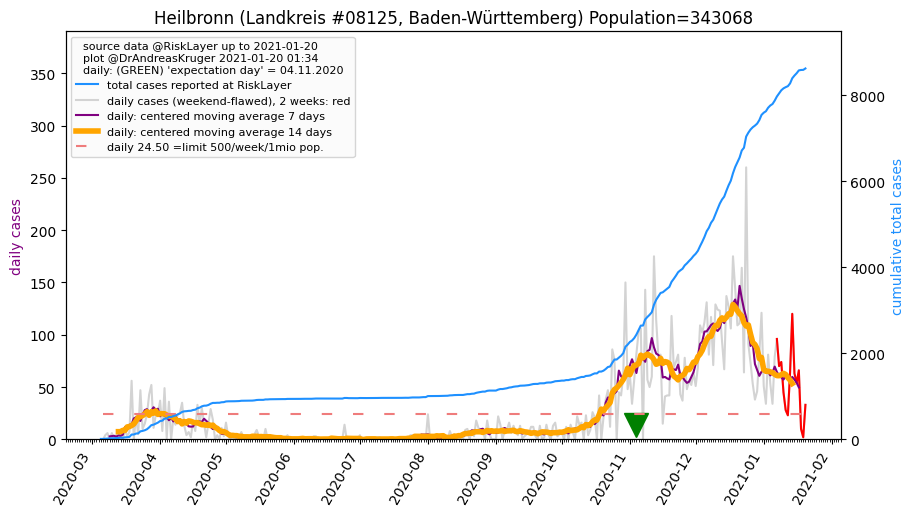 Heilbronn (Landkreis #08125, Baden-Württemberg) Population=343068
source data @RiskLayer up to 2021-01-20
plot @DrAndreasKruger 2021-01-20 01:34
daily: (GREEN) 'expectation day' = 04.11.2020
total cases reported at RiskLayer
daily cases (weekend-flawed), 2 weeks: red
daily: centered moving average 7 days
daily: centered moving average 14 days
daily 24.50 =limit 500/week/1mio pop.
daily cases
350
300
250
200
150
100
50
0
cumulative total cases
8000
6000
4000
2000
0
2020-03
2020-04
2020-05
2020-06
2020-07
2020-08
2020-09
2020-10
2020-11
2020-12
2021-01
2021-02